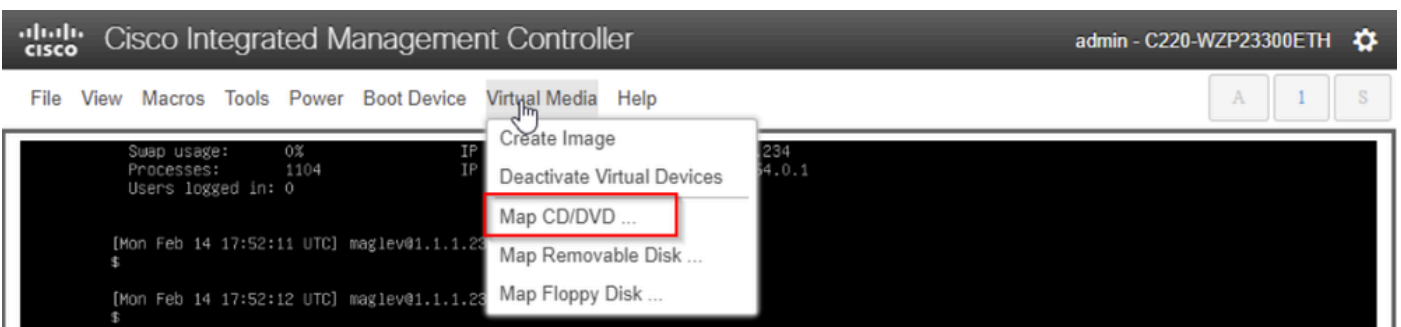 cisco Cisco Integrated Management Controller admin - C220-WZP23300ETH
File View Macros Tools Power Boot Device Virtual Media Help A 1 S
Create Image
Deactivate Virtual Devices
Map CD/DVD ...
Map Removable Disk ...
Map Floppy Disk ...
Swap usage: 0% IP 234
Processes: 1104 IP 54.0.1
Users logged in: 0
[Mon Feb 14 17:52:11 UTC] maglev@1.1.1.23
$
[Mon Feb 14 17:52:12 UTC] maglev@1.1.1.23
$